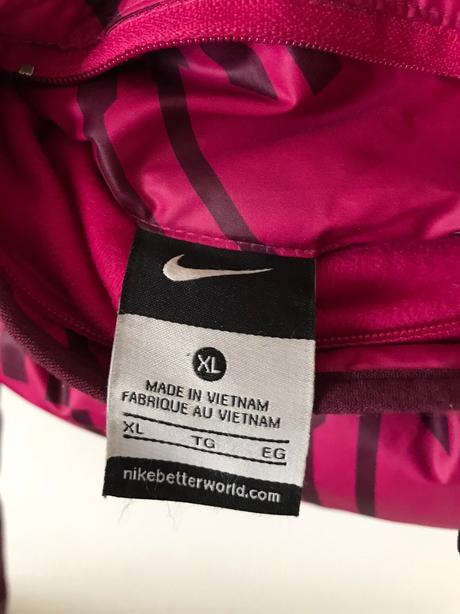 XL
MADE IN VIETNAM
FABRIQUE AU VIETNAM
XL TG EG
nikebetterworld.com